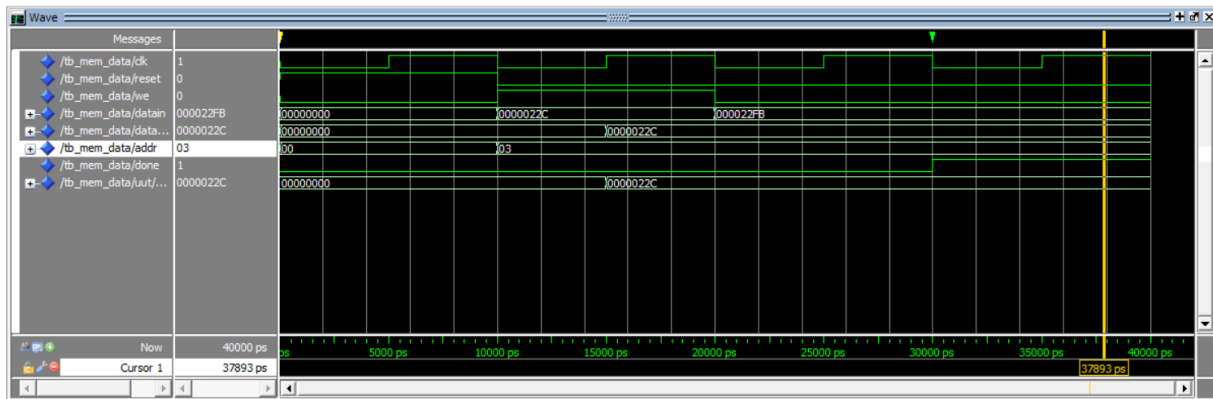 Wave
Messages
/tb_mem_data/clk 1
/tb_mem_data/reset 0
/tb_mem_data/we 0
/tb_mem_data/datain 000022FB 00000000 0000022C 000022FB
/tb_mem_data/data... 0000022C 00000000 0000022C
/tb_mem_data/addr 03 00 03
/tb_mem_data/done 1
/tb_mem_data/uut/... 0000022C 00000000 0000022C
Now 40000 ps ps 5000 ps 10000 ps 15000 ps 20000 ps 25000 ps 30000 ps 35000 ps 40000 ps
Cursor 1 37893 ps 37893 ps